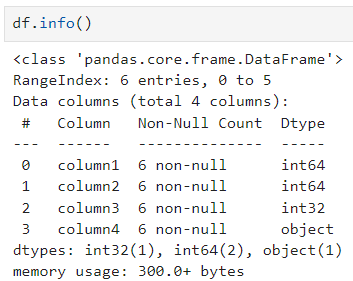 df.info()
<class 'pandas.core.frame.DataFrame'>
RangeIndex: 6 entries, 0 to 5
Data columns (total 4 columns):
 #   Column   Non-Null Count  Dtype
---  ------   --------------  -----
 0   column1  6 non-null      int64
 1   column2  6 non-null      int64
 2   column3  6 non-null      int32
 3   column4  6 non-null      object
dtypes: int32(1), int64(2), object(1)
memory usage: 300.0+ bytes